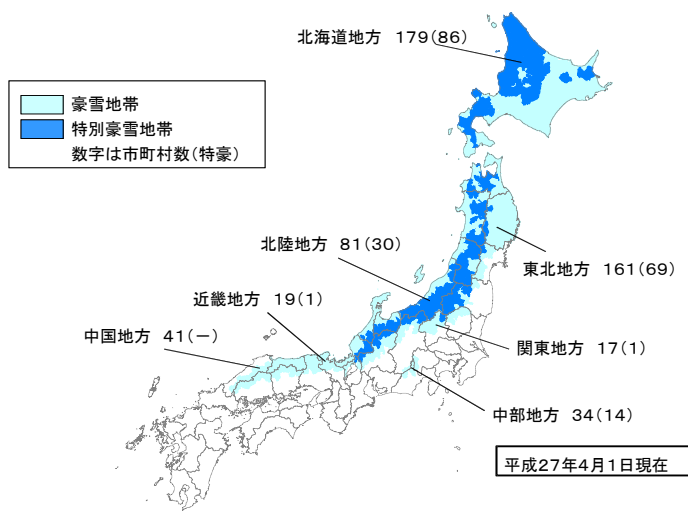 北海道地方 179(86)
豪雪地帯
特別豪雪地帯
数字は市町村数(特豪)
北陸地方 81(30)
東北地方 161(69)
近畿地方 19(1)
中国地方 41(－)
関東地方 17(1)
中部地方 34(14)
平成27年4月1日現在